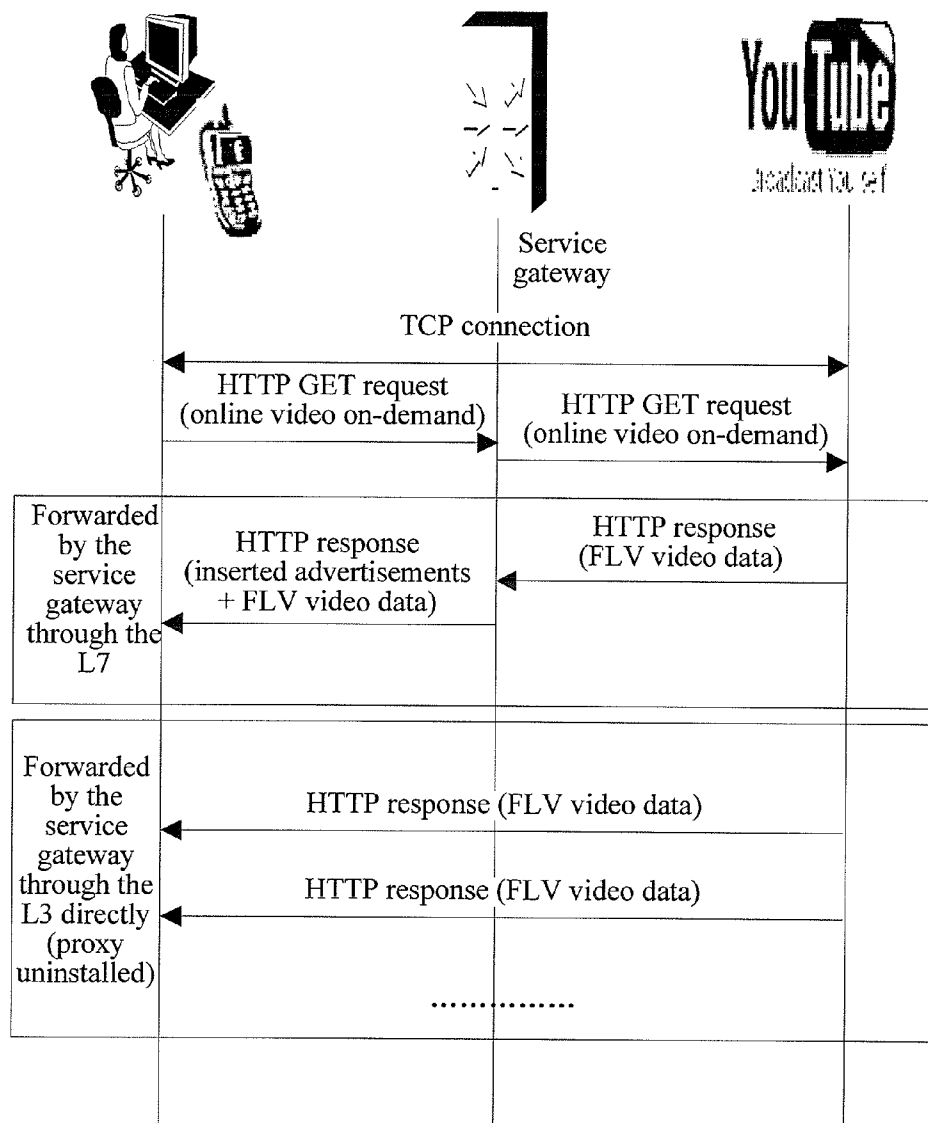 You Tube
Service
gateway
TCP connection
HTTP GET request
(online video on-demand)
HTTP GET request
(online video on-demand)
Forwarded
by the
service
gateway
through the
L7
HTTP response
(inserted advertisements
+ FLV video data)
HTTP response
(FLV video data)
Forwarded
by the
service
gateway
through the
L3 directly
(proxy
uninstalled)
HTTP response (FLV video data)
HTTP response (FLV video data)
...............